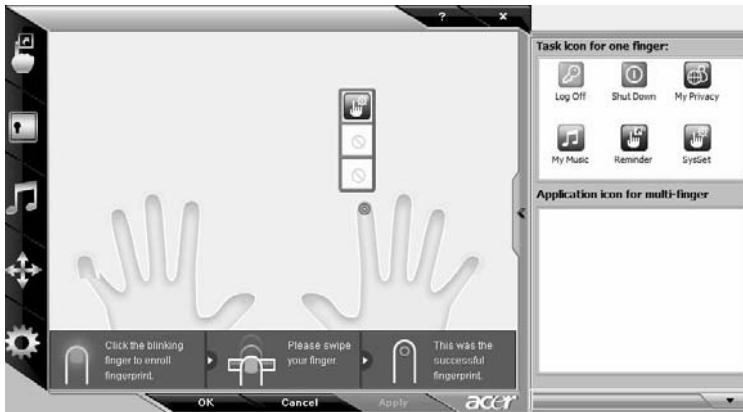 ? x
Task icon for one finger:
Log Off Shut Down My Privacy
My Music Reminder SysSet
Application icon for multi-finger
Click the blinking
finger to enroll
fingerprint.
Please swipe
your finger.
This was the
successful
fingerprint.
OK Cancel Apply acer